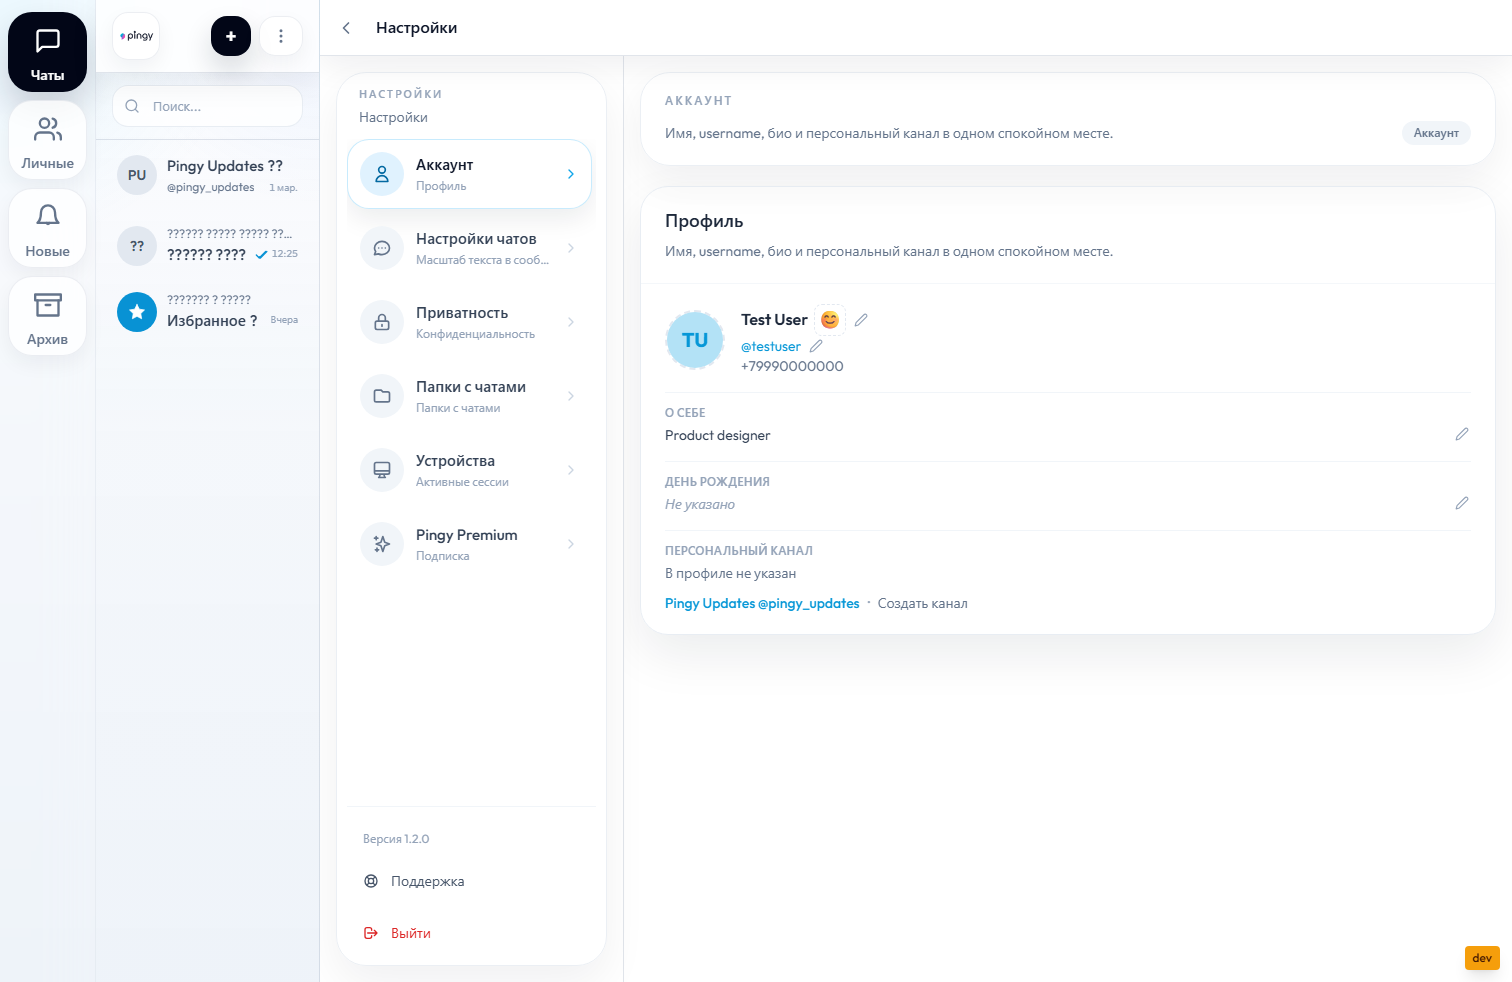 Чаты
Личные
Новые
Архив
pingy
Поиск...
PU
Pingy Updates ??
@pingy_updates
1 мар.
??
?????? ????? ????? ??...
?????? ????
12:25
??????? ? ?????
Избранное ?
Вчера
Настройки
НАСТРОЙКИ
Настройки
Аккаунт
Профиль
Настройки чатов
Масштаб текста в сооб...
Приватность
Конфиденциальность
Папки с чатами
Папки с чатами
Устройства
Активные сессии
Pingy Premium
Подписка
Версия 1.2.0
Поддержка
Выйти
АККАУНТ
Имя, username, био и персональный канал в одном спокойном месте.
Аккаунт
Профиль
Имя, username, био и персональный канал в одном спокойном месте.
TU
Test User 😊
@testuser
+79990000000
О СЕБЕ
Product designer
ДЕНЬ РОЖДЕНИЯ
Не указано
ПЕРСОНАЛЬНЫЙ КАНАЛ
В профиле не указан
Pingy Updates @pingy_updates · Создать канал
dev